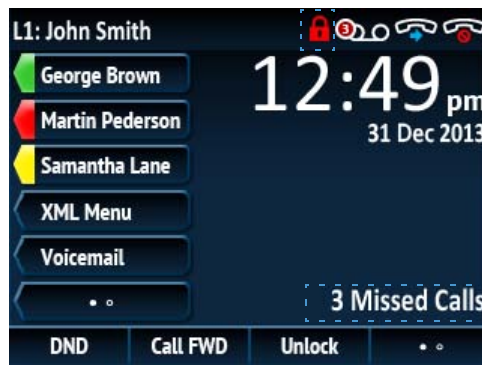 L1: John Smith
3
George Brown
12:49 pm
Martin Pederson
31 Dec 2013
Samantha Lane
XML Menu
Voicemail
3 Missed Calls
DND Call FWD Unlock